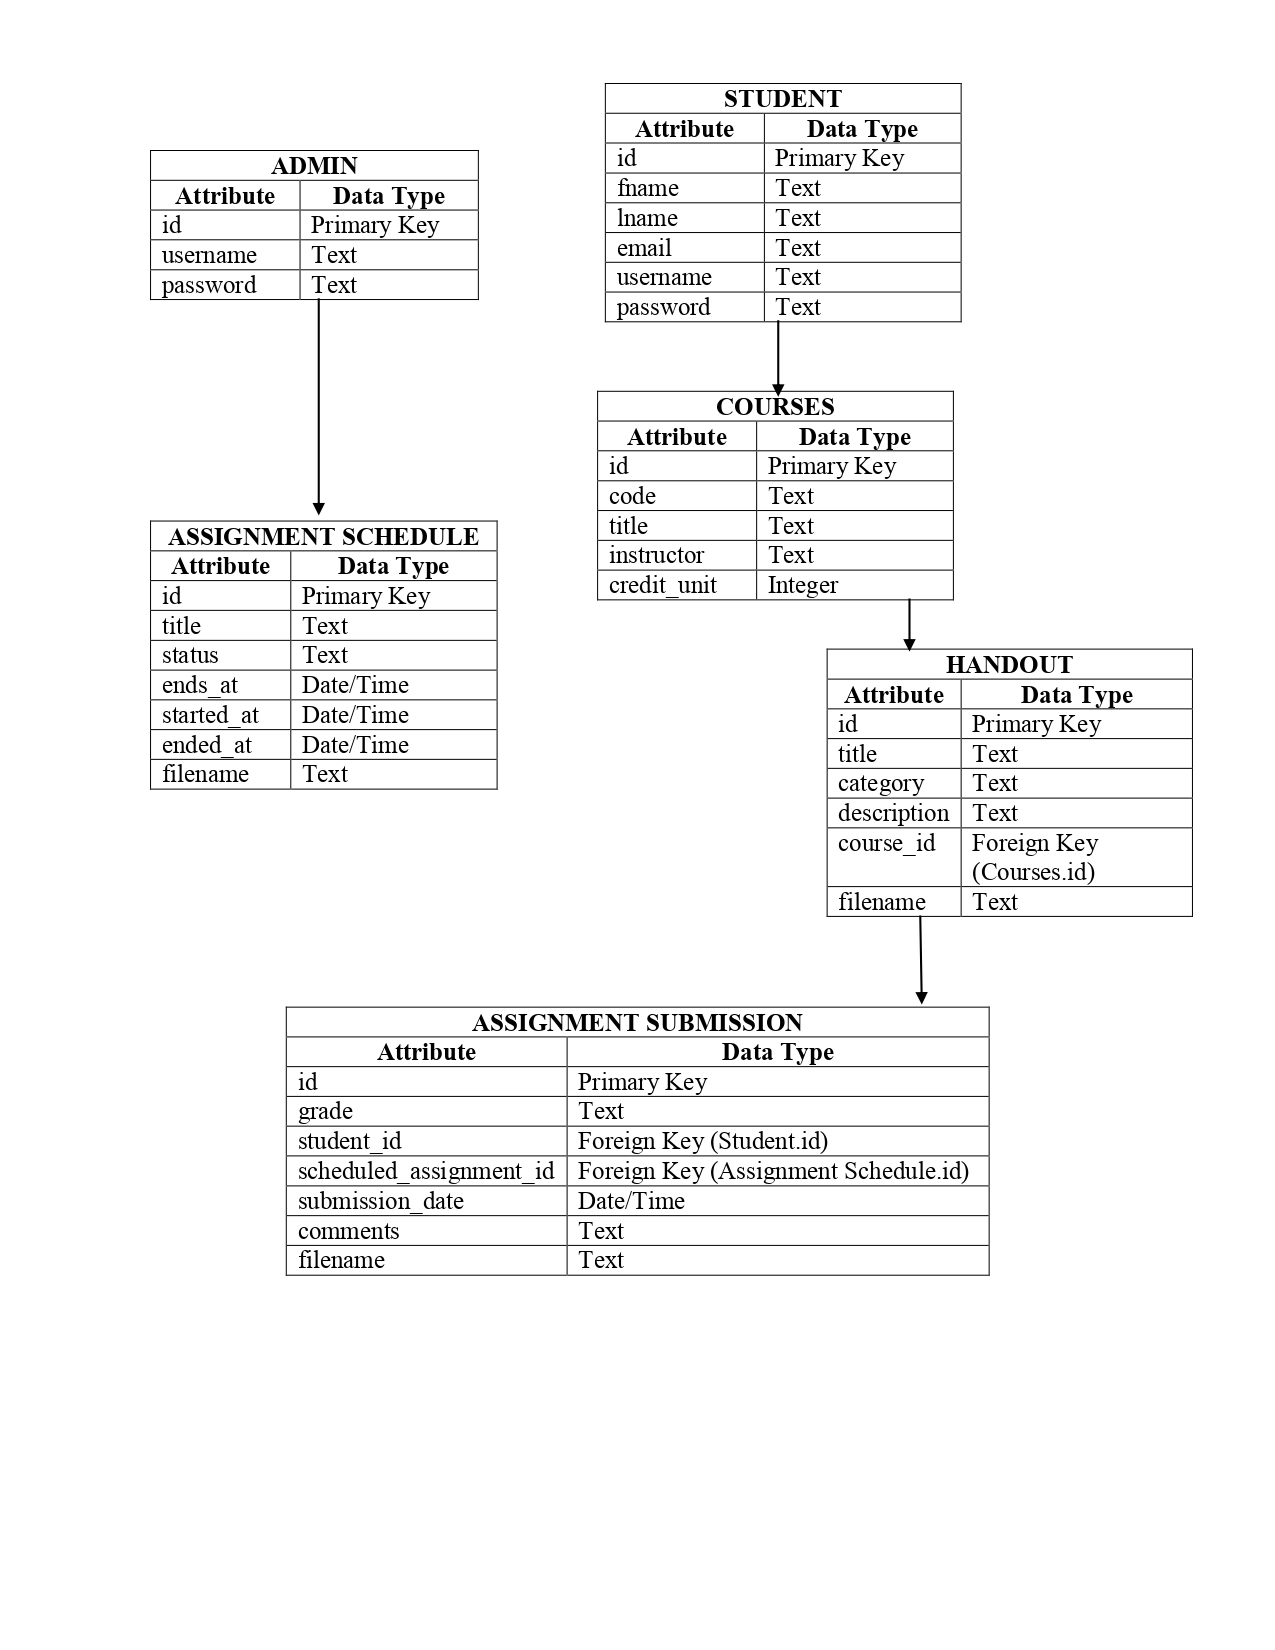 STUDENT
Attribute Data Type
id Primary Key
fname Text
lname Text
email Text
username Text
password Text
ADMIN
Attribute Data Type
id Primary Key
username Text
password Text
COURSES
Attribute Data Type
id Primary Key
code Text
title Text
instructor Text
credit_unit Integer
ASSIGNMENT SCHEDULE
Attribute Data Type
id Primary Key
title Text
status Text
ends_at Date/Time
started_at Date/Time
ended_at Date/Time
filename Text
HANDOUT
Attribute Data Type
id Primary Key
title Text
category Text
description Text
course_id Foreign Key
(Courses.id)
filename Text
ASSIGNMENT SUBMISSION
Attribute Data Type
id Primary Key
grade Text
student_id Foreign Key (Student.id)
scheduled_assignment_id Foreign Key (Assignment Schedule.id)
submission_date Date/Time
comments Text
filename Text